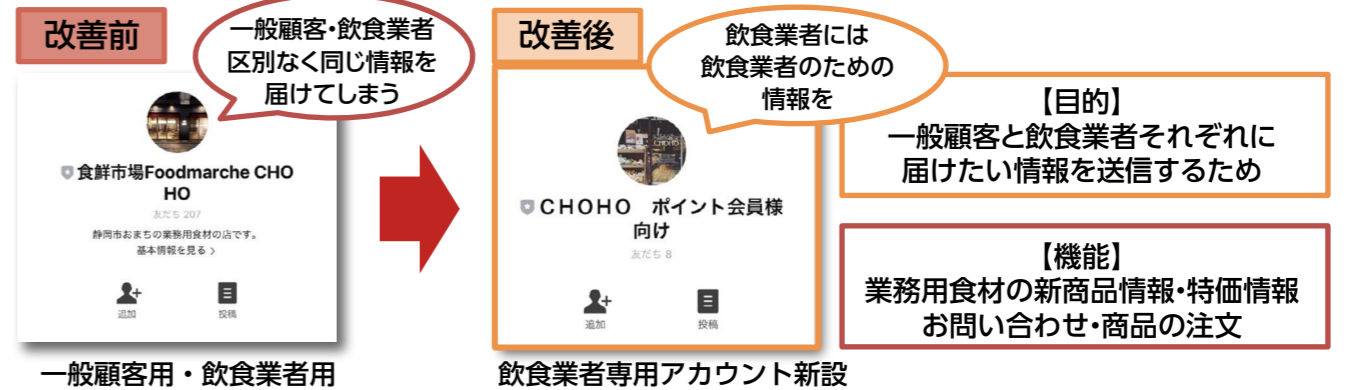 改善前
一般顧客・飲食業者
区別なく同じ情報を
届けてしまう
食鮮市場Foodmarche CHO
HO
友だち 207
静岡市おまちの業務用食材の店です。
基本情報を見る >
追加
投稿
一般顧客用・飲食業者用
改善後
飲食業者には
飲食業者のための
情報を
CHOHO
CHOHO ポイント会員様
向け
友だち 8
追加
投稿
飲食業者専用アカウント新設
【目的】
一般顧客と飲食業者それぞれに
届けたい情報を送信するため
【機能】
業務用食材の新商品情報・特価情報
お問い合わせ・商品の注文